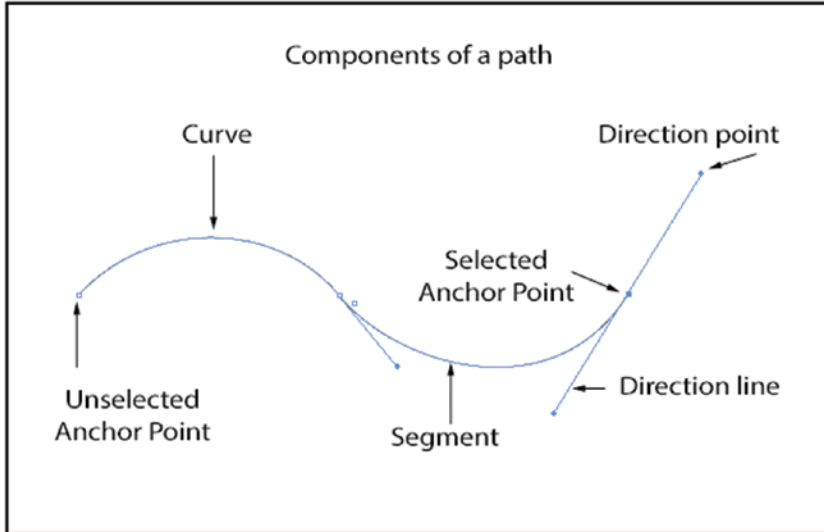 Components of a path
Curve
Direction point
Selected
Anchor Point
Unselected
Anchor Point
Direction line
Segment